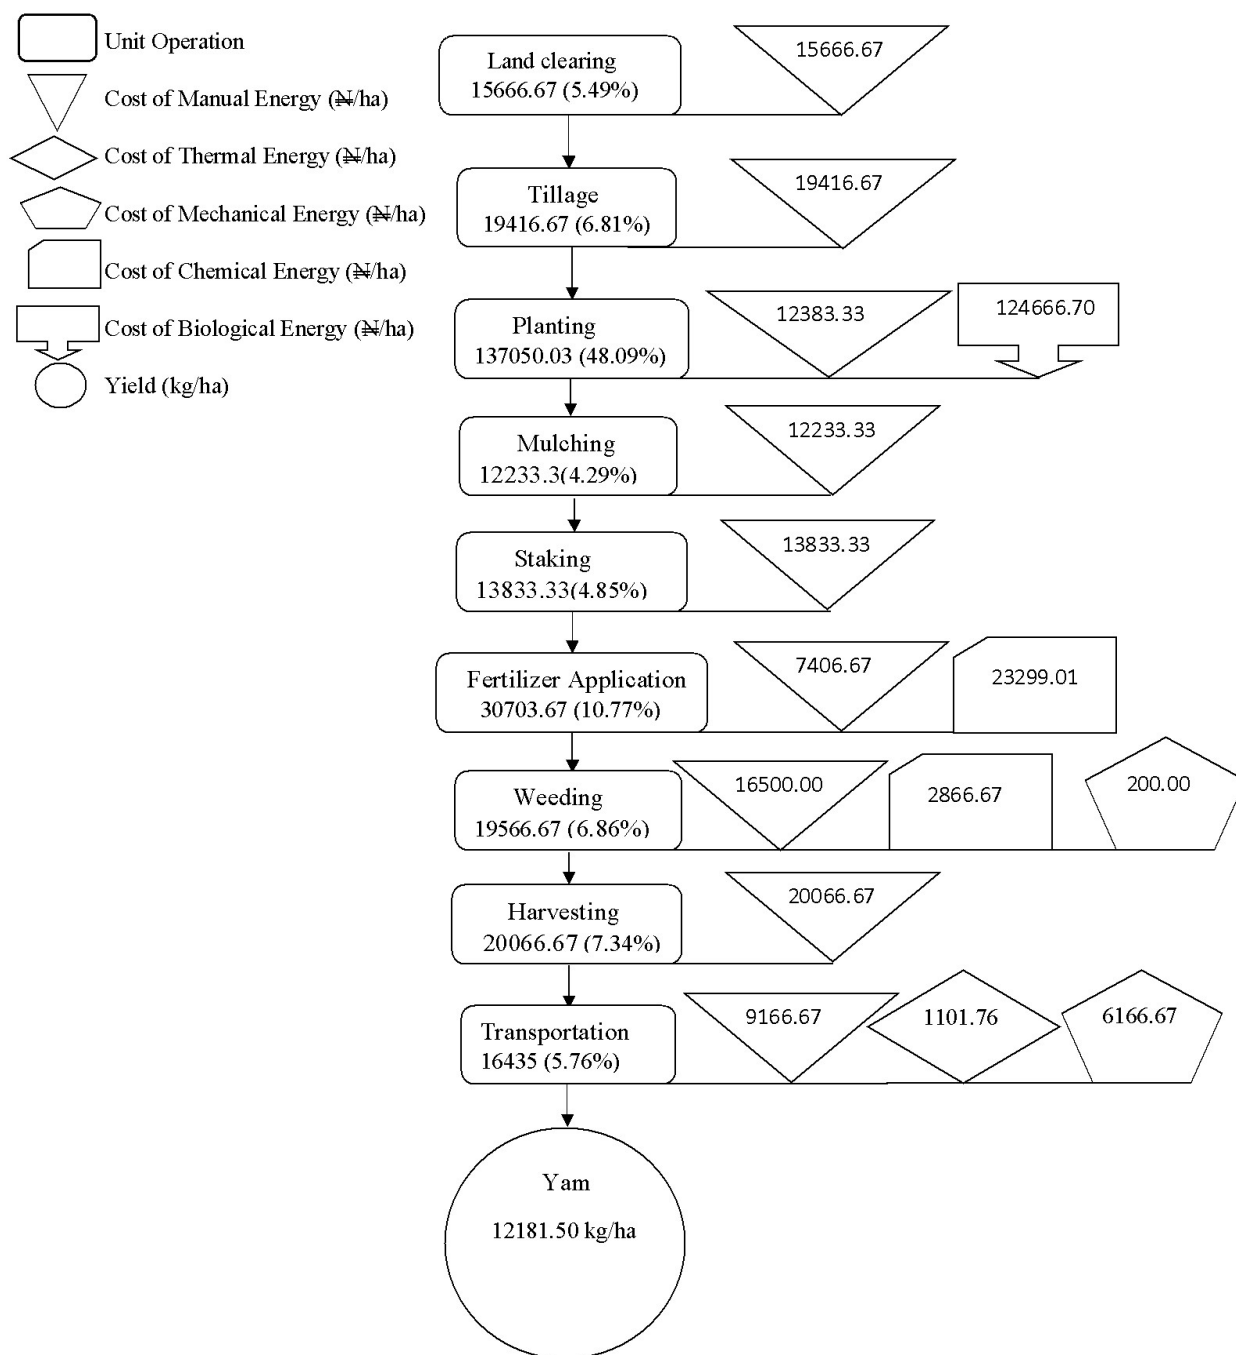 Unit Operation
Cost of Manual Energy (₦/ha)
Cost of Thermal Energy (₦/ha)
Cost of Mechanical Energy (₦/ha)
Cost of Chemical Energy (₦/ha)
Cost of Biological Energy (₦/ha)
Yield (kg/ha)
Land clearing
15666.67 (5.49%)
15666.67
Tillage
19416.67 (6.81%)
19416.67
Planting
137050.03 (48.09%)
12383.33
124666.70
Mulching
12233.3(4.29%)
12233.33
Staking
13833.33(4.85%)
13833.33
Fertilizer Application
30703.67 (10.77%)
7406.67
23299.01
Weeding
19566.67 (6.86%)
16500.00
2866.67
200.00
Harvesting
20066.67 (7.34%)
20066.67
Transportation
16435 (5.76%)
9166.67
1101.76
6166.67
Yam
12181.50 kg/ha